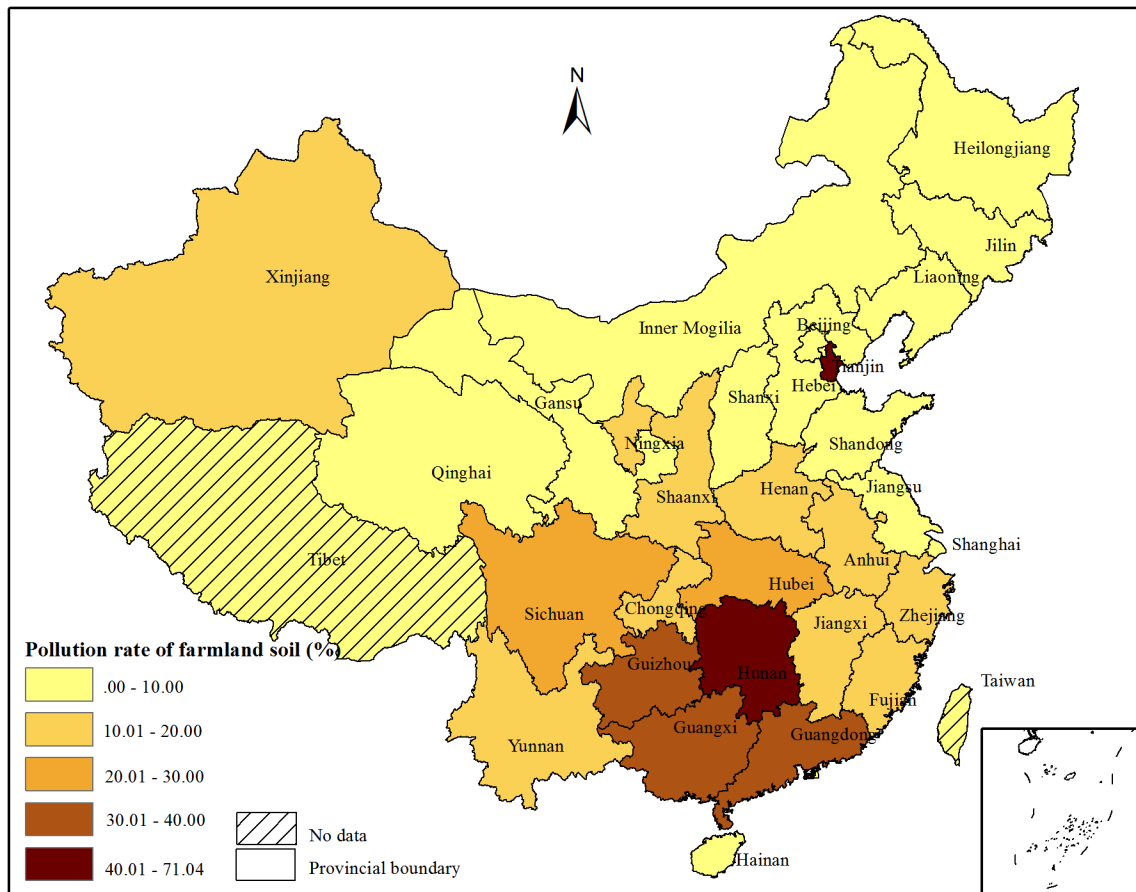 N
Heilongjiang
Jilin
Xinjiang
Liaoning
Inner Mogilia
Beijing
Tianjin
Hebei
Shanxi
Gansu
Ningxia
Shandong
Qinghai
Jiangsu
Shaanxi
Henan
Shanghai
Tibet
Anhui
Hubei
Sichuan
Chongqing
Zhejiang
Jiangxi
Guizhou
Hunan
Taiwan
Fujian
Guangxi
Guangdong
Yunnan
Hainan
Pollution rate of farmland soil (%)
.00 - 10.00
10.01 - 20.00
20.01 - 30.00
30.01 - 40.00
40.01 - 71.04
No data
Provincial boundary